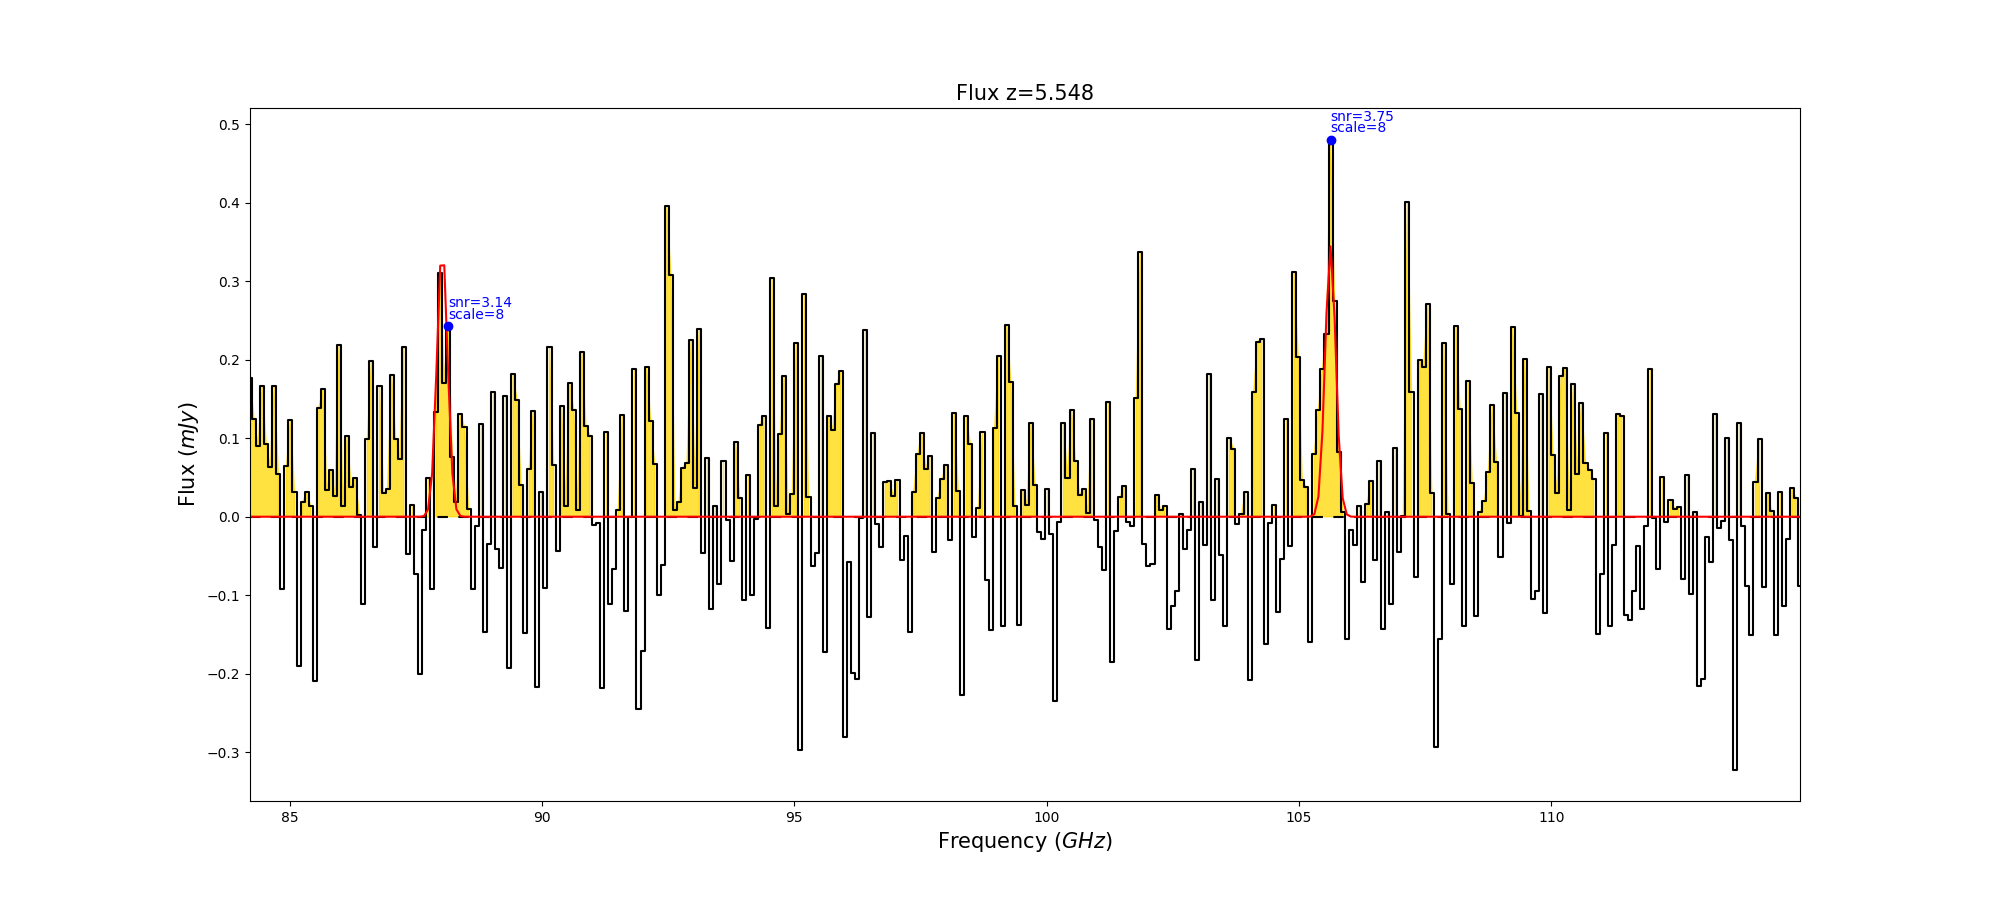 Flux z=5.548
snr=3.75
scale=8
snr=3.14
scale=8
Flux (mJy)
0.5
0.4
0.3
0.2
0.1
0.0
−0.1
−0.2
−0.3
85
90
95
100
105
110
Frequency (GHz)